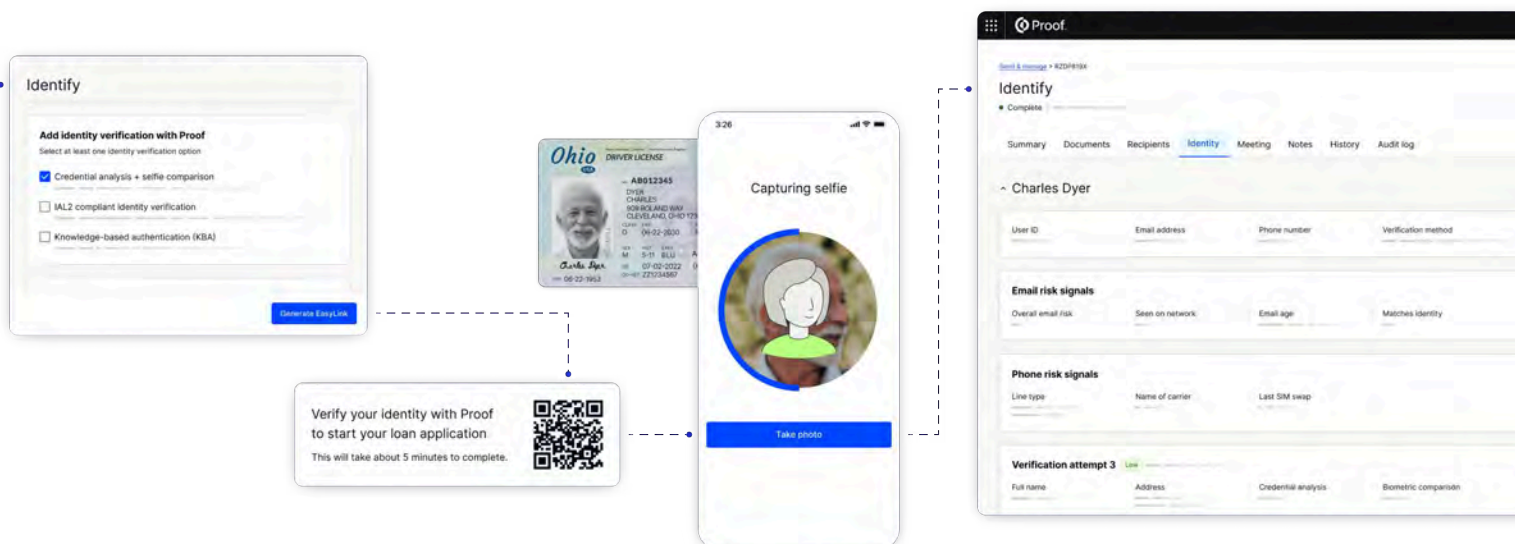 Identify
Add identity verification with Proof
Select at least one identity verification option
Credential analysis + selfie comparison
IAL2 compliant identity verification
Knowledge-based authentication (KBA)
Generate EasyLink
Verify your identity with Proof
to start your loan application
This will take about 5 minutes to complete.
Ohio
USA
DRIVER LICENSE
AB012345
DYER
CHARLES
909 BOLAND WAY
CLEVELAND, OHIO
D 06-22-2030
M 5-11 BLU
07-02-2022
Charles Dyer
06-22-1953
3:26
Capturing selfie
Take photo
Proof.
Send & manage >
Identify
Complete
Summary Documents Recipients Identity Meeting Notes History Audit log
Charles Dyer
User ID Email address Phone number Verification method
Email risk signals
Overall email risk Seen on network Email age Matches identity
Phone risk signals
Line type Name of carrier Last SIM swap
Verification attempt 3 Low
Full name Address Credential analysis Biometric comparison